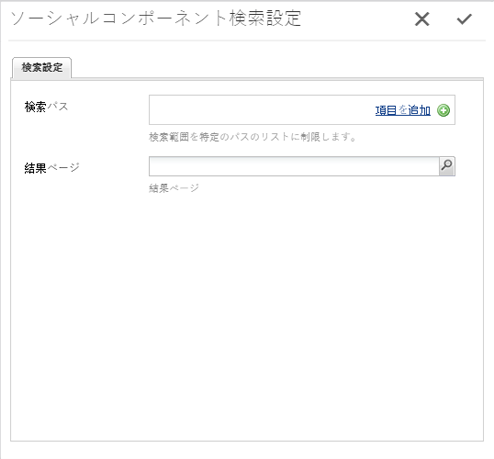 ソーシャルコンポーネント検索設定
検索設定
検索パス
項目を追加
検索範囲を特定のパスのリストに制限します。
結果ページ
結果ページ